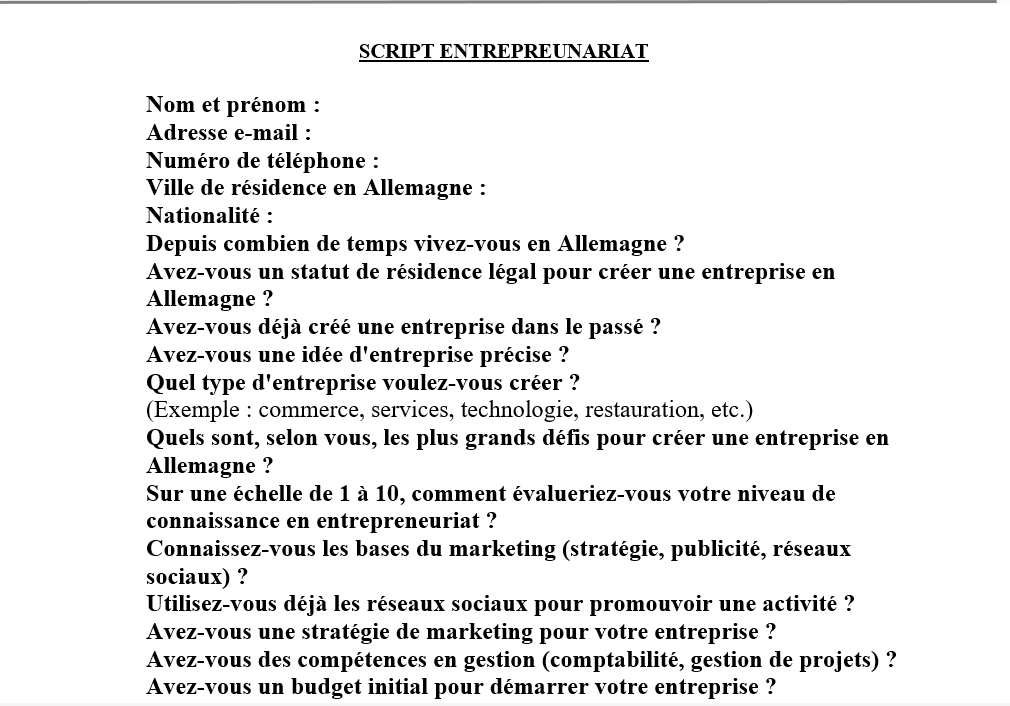 SCRIPT ENTREPREUNARIAT
Nom et prénom :
Adresse e-mail :
Numéro de téléphone :
Ville de résidence en Allemagne :
Nationalité :
Depuis combien de temps vivez-vous en Allemagne ?
Avez-vous un statut de résidence légal pour créer une entreprise en
Allemagne ?
Avez-vous déjà créé une entreprise dans le passé ?
Avez-vous une idée d'entreprise précise ?
Quel type d'entreprise voulez-vous créer ?
(Exemple : commerce, services, technologie, restauration, etc.)
Quels sont, selon vous, les plus grands défis pour créer une entreprise en
Allemagne ?
Sur une échelle de 1 à 10, comment évalueriez-vous votre niveau de
connaissance en entrepreneuriat ?
Connaissez-vous les bases du marketing (stratégie, publicité, réseaux
sociaux) ?
Utilisez-vous déjà les réseaux sociaux pour promouvoir une activité ?
Avez-vous une stratégie de marketing pour votre entreprise ?
Avez-vous des compétences en gestion (comptabilité, gestion de projets) ?
Avez-vous un budget initial pour démarrer votre entreprise ?